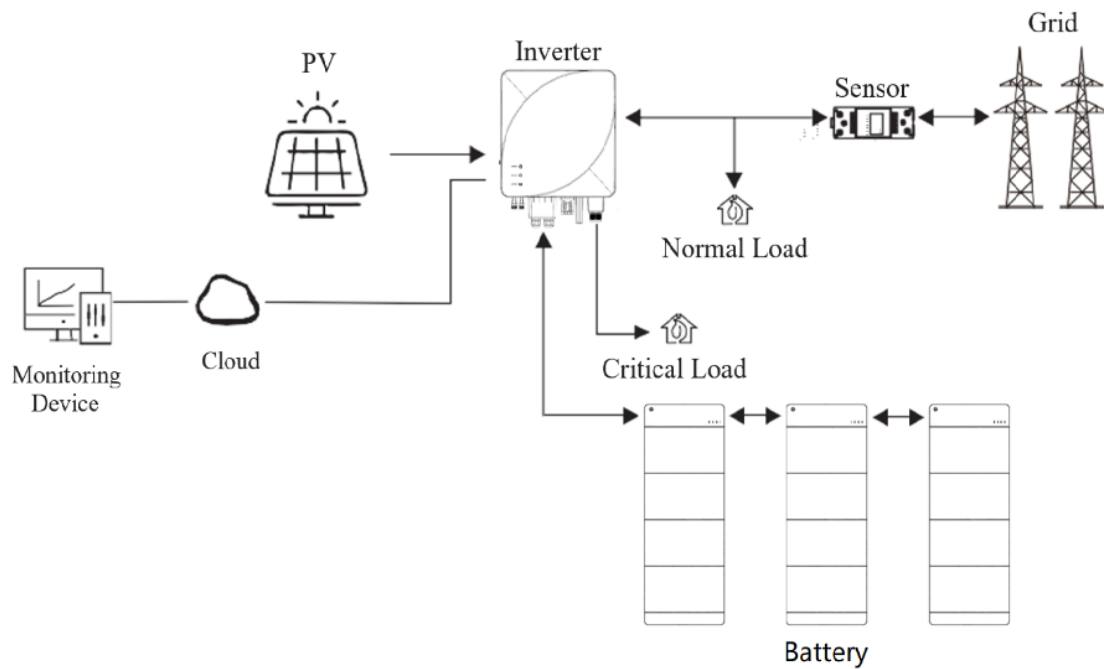 Grid
Inverter
PV
Sensor
Normal Load
Cloud
Critical Load
Monitoring
Device
Battery